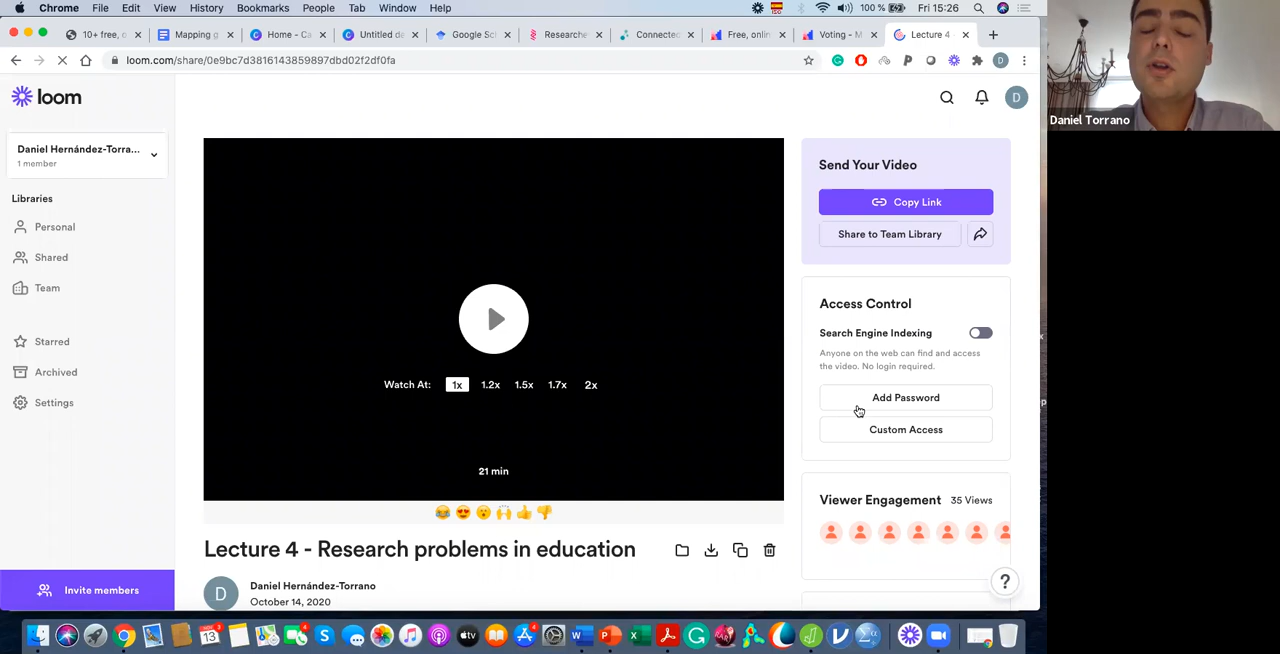 Chrome File Edit View History Bookmarks People Tab Window Help
100 % Fri 15:26
10+ free, o
Mapping g
Home - Ca
Untitled de
Google Sc
Researche
Connected
Free, onlin
Voting - M
Lecture 4 -
loom.com/share/0e9bc7d3816143859897dbd02f2df0fa
D
loom
D
Daniel Hernández-Torra...
1 member
Libraries
Personal
Shared
Team
Starred
Archived
Settings
Invite members
Watch At: 1x 1.2x 1.5x 1.7x 2x
21 min
Lecture 4 - Research problems in education
D
Daniel Hernández-Torrano
October 14, 2020
Send Your Video
Copy Link
Share to Team Library
Access Control
Search Engine Indexing
Anyone on the web can find and access
the video. No login required.
Add Password
Custom Access
Viewer Engagement 35 Views
?
Daniel Torrano
13